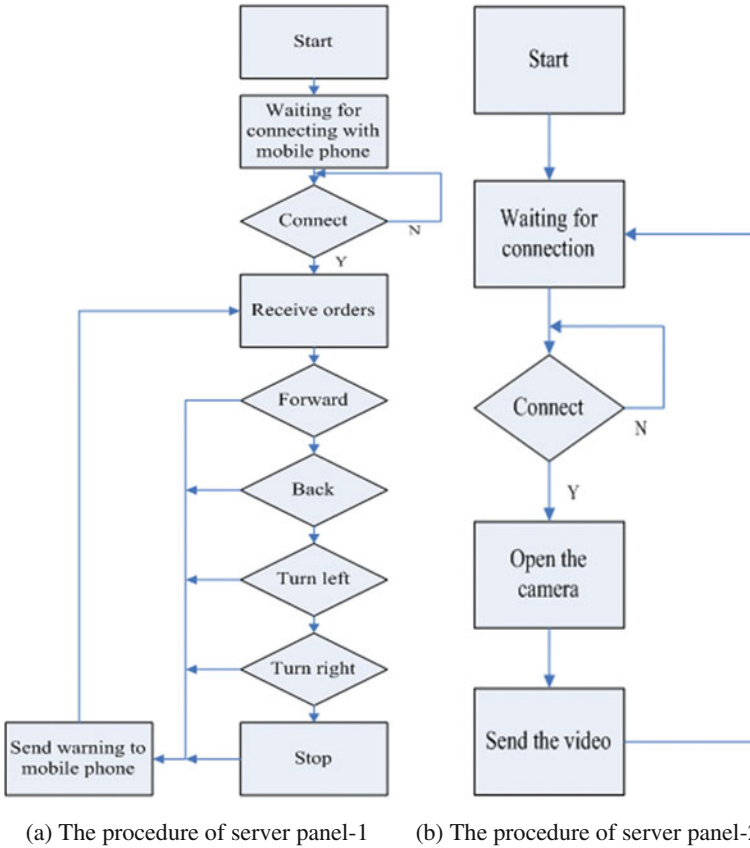 Start
Waiting for
connecting with
mobile phone
Connect
N
Y
Receive orders
Forward
Back
Turn left
Turn right
Send warning to
mobile phone
Stop
Start
Waiting for
connection
Connect
N
Y
Open the
camera
Send the video
(a) The procedure of server panel-1
(b) The procedure of server panel-2